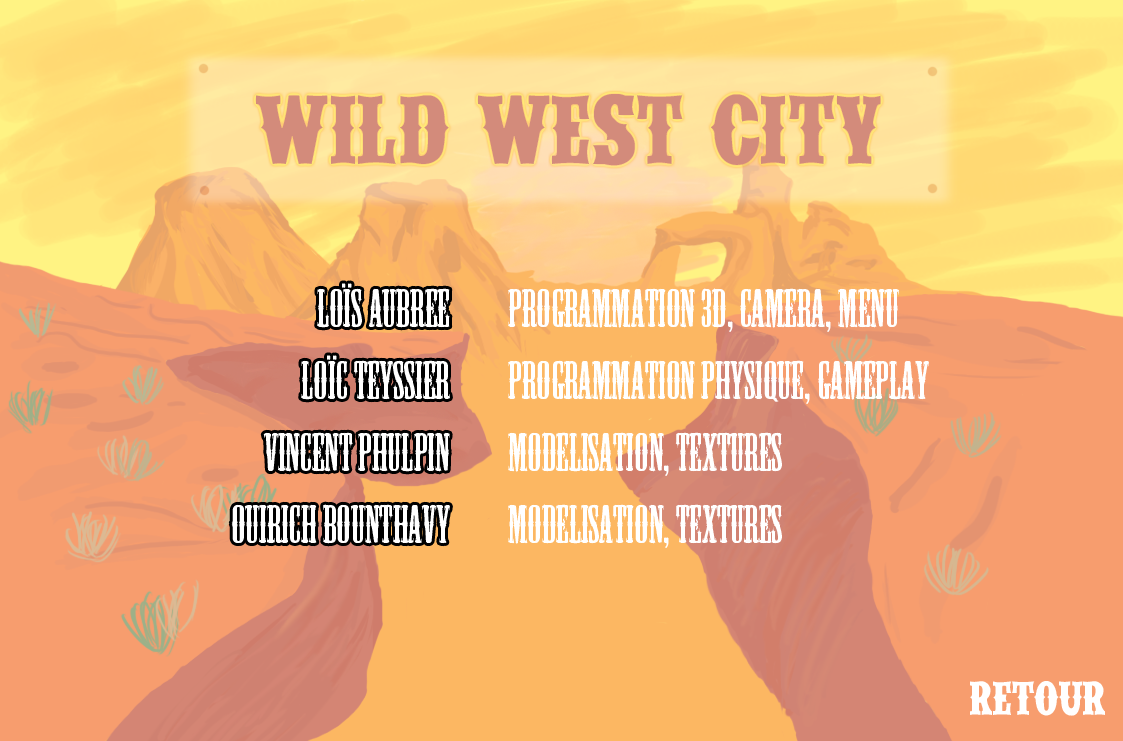 WILD WEST CITY
LOÏS AUBREE PROGRAMMATION 3D, CAMERA, MENU
LOÏC TEYSSIER PROGRAMMATION PHYSIQUE, GAMEPLAY
VINCENT PHULPIN MODELISATION, TEXTURES
OUIRICH BOUNTHAVY MODELISATION, TEXTURES
RETOUR